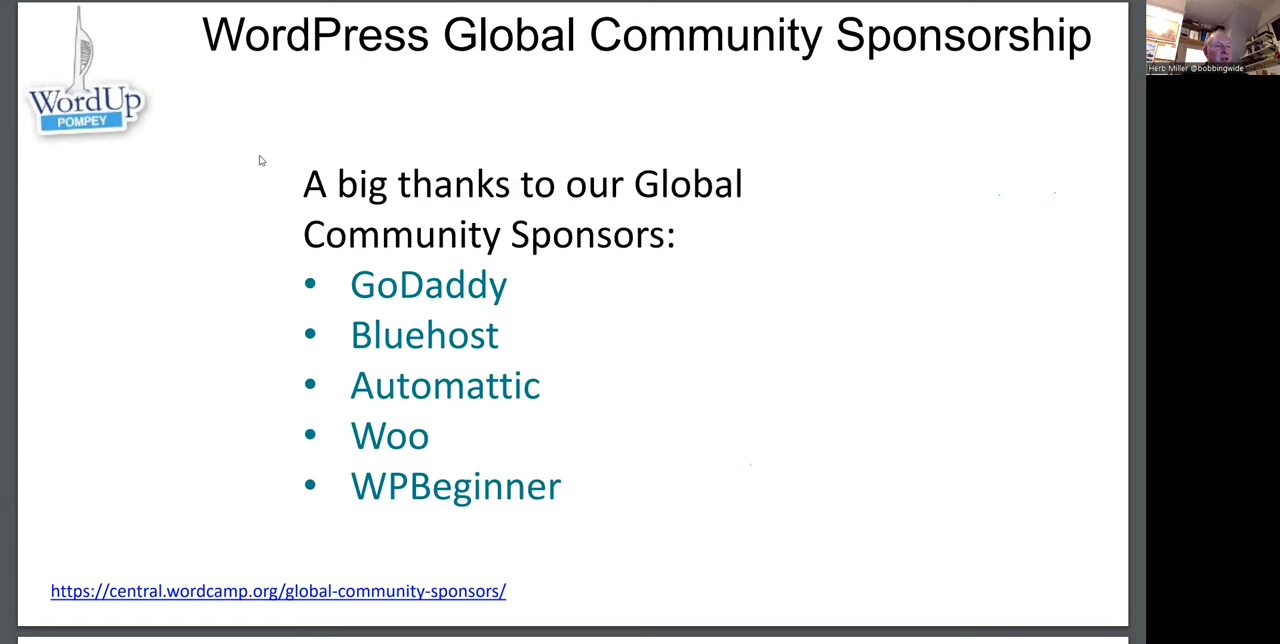 WordPress Global Community Sponsorship
WordUp
POMPEY
Herb Miller @bobbingwide
A big thanks to our Global
Community Sponsors:
• GoDaddy
• Bluehost
• Automattic
• Woo
• WPBeginner
https://central.wordcamp.org/global-community-sponsors/